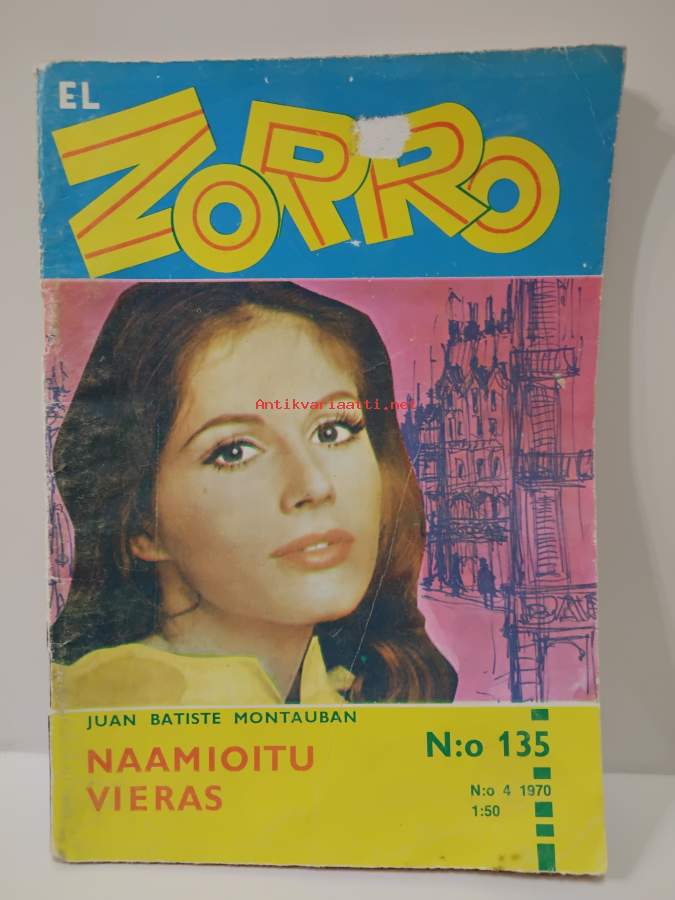 EL
ZORRO
Antikvariaatti.net
JUAN BATISTE MONTAUBAN
NAAMIOITU
VIERAS
N:o 135
N:o 4 1970
1:50